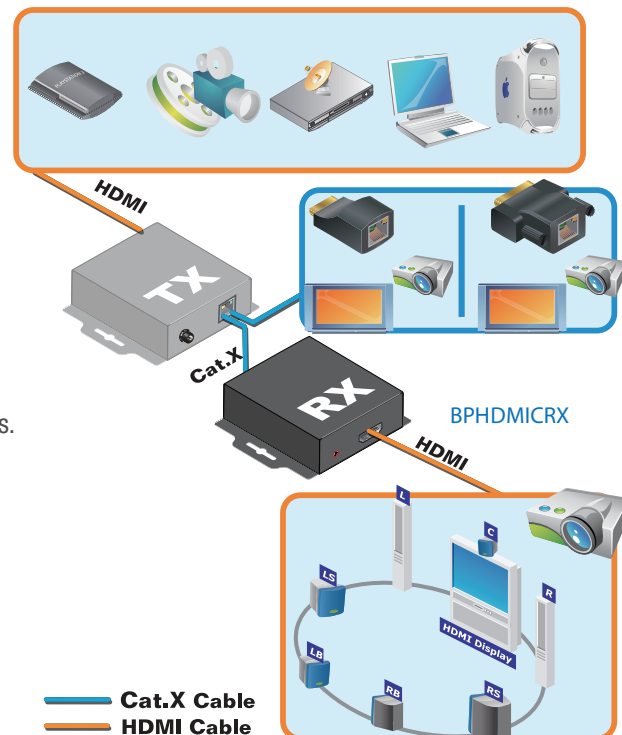 HDMI
TX
Cat.X
RX
s.
BPHDMICRX
HDMI
L
C
LS
R
HDMI Display
LB
RB
RS
Cat.X Cable
HDMI Cable